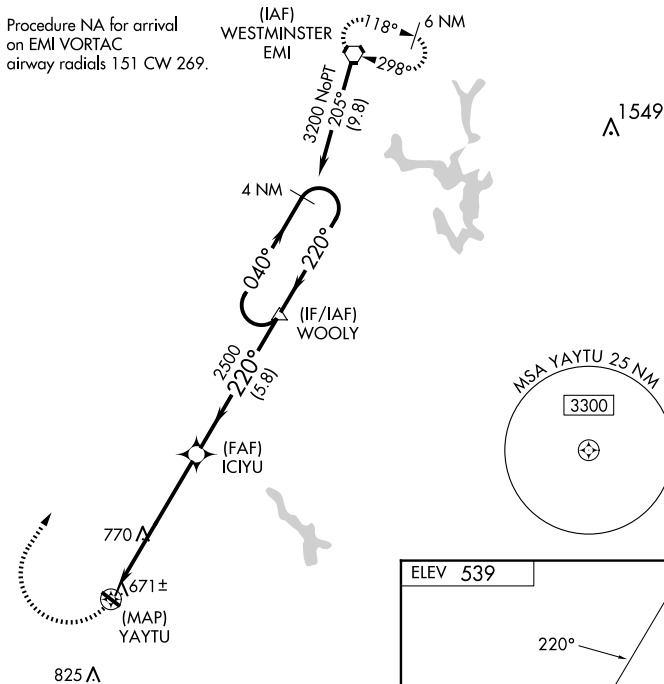 Procedure NA for arrival
on EMI VORTAC
airway radials 151 CW 269.
(IAF)
WESTMINSTER
EMI
118°
6 NM
298°
3200 NoPT
205°
(9.8)
1549
4 NM
040°
220°
(IF/IAF)
WOOLY
2500
220°
(5.8)
MSA YAYTU 25 NM
3300
(FAF)
ICIYU
770
671±
(MAP)
YAYTU
825
ELEV 539
220°